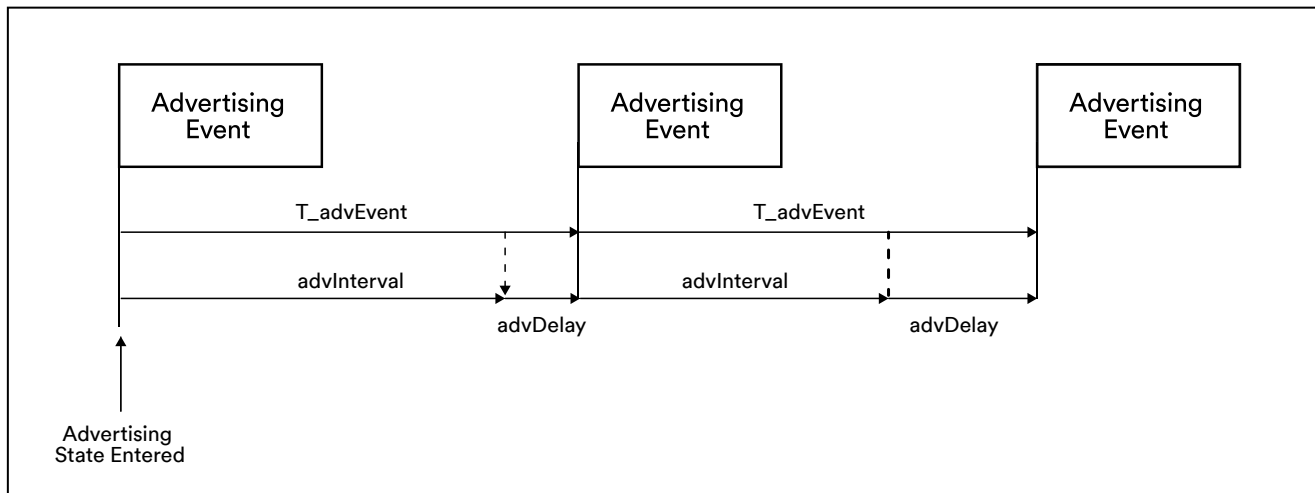 Advertising
Event
Advertising
Event
Advertising
Event
T_advEvent
T_advEvent
advInterval
advInterval
advDelay
advDelay
Advertising
State Entered